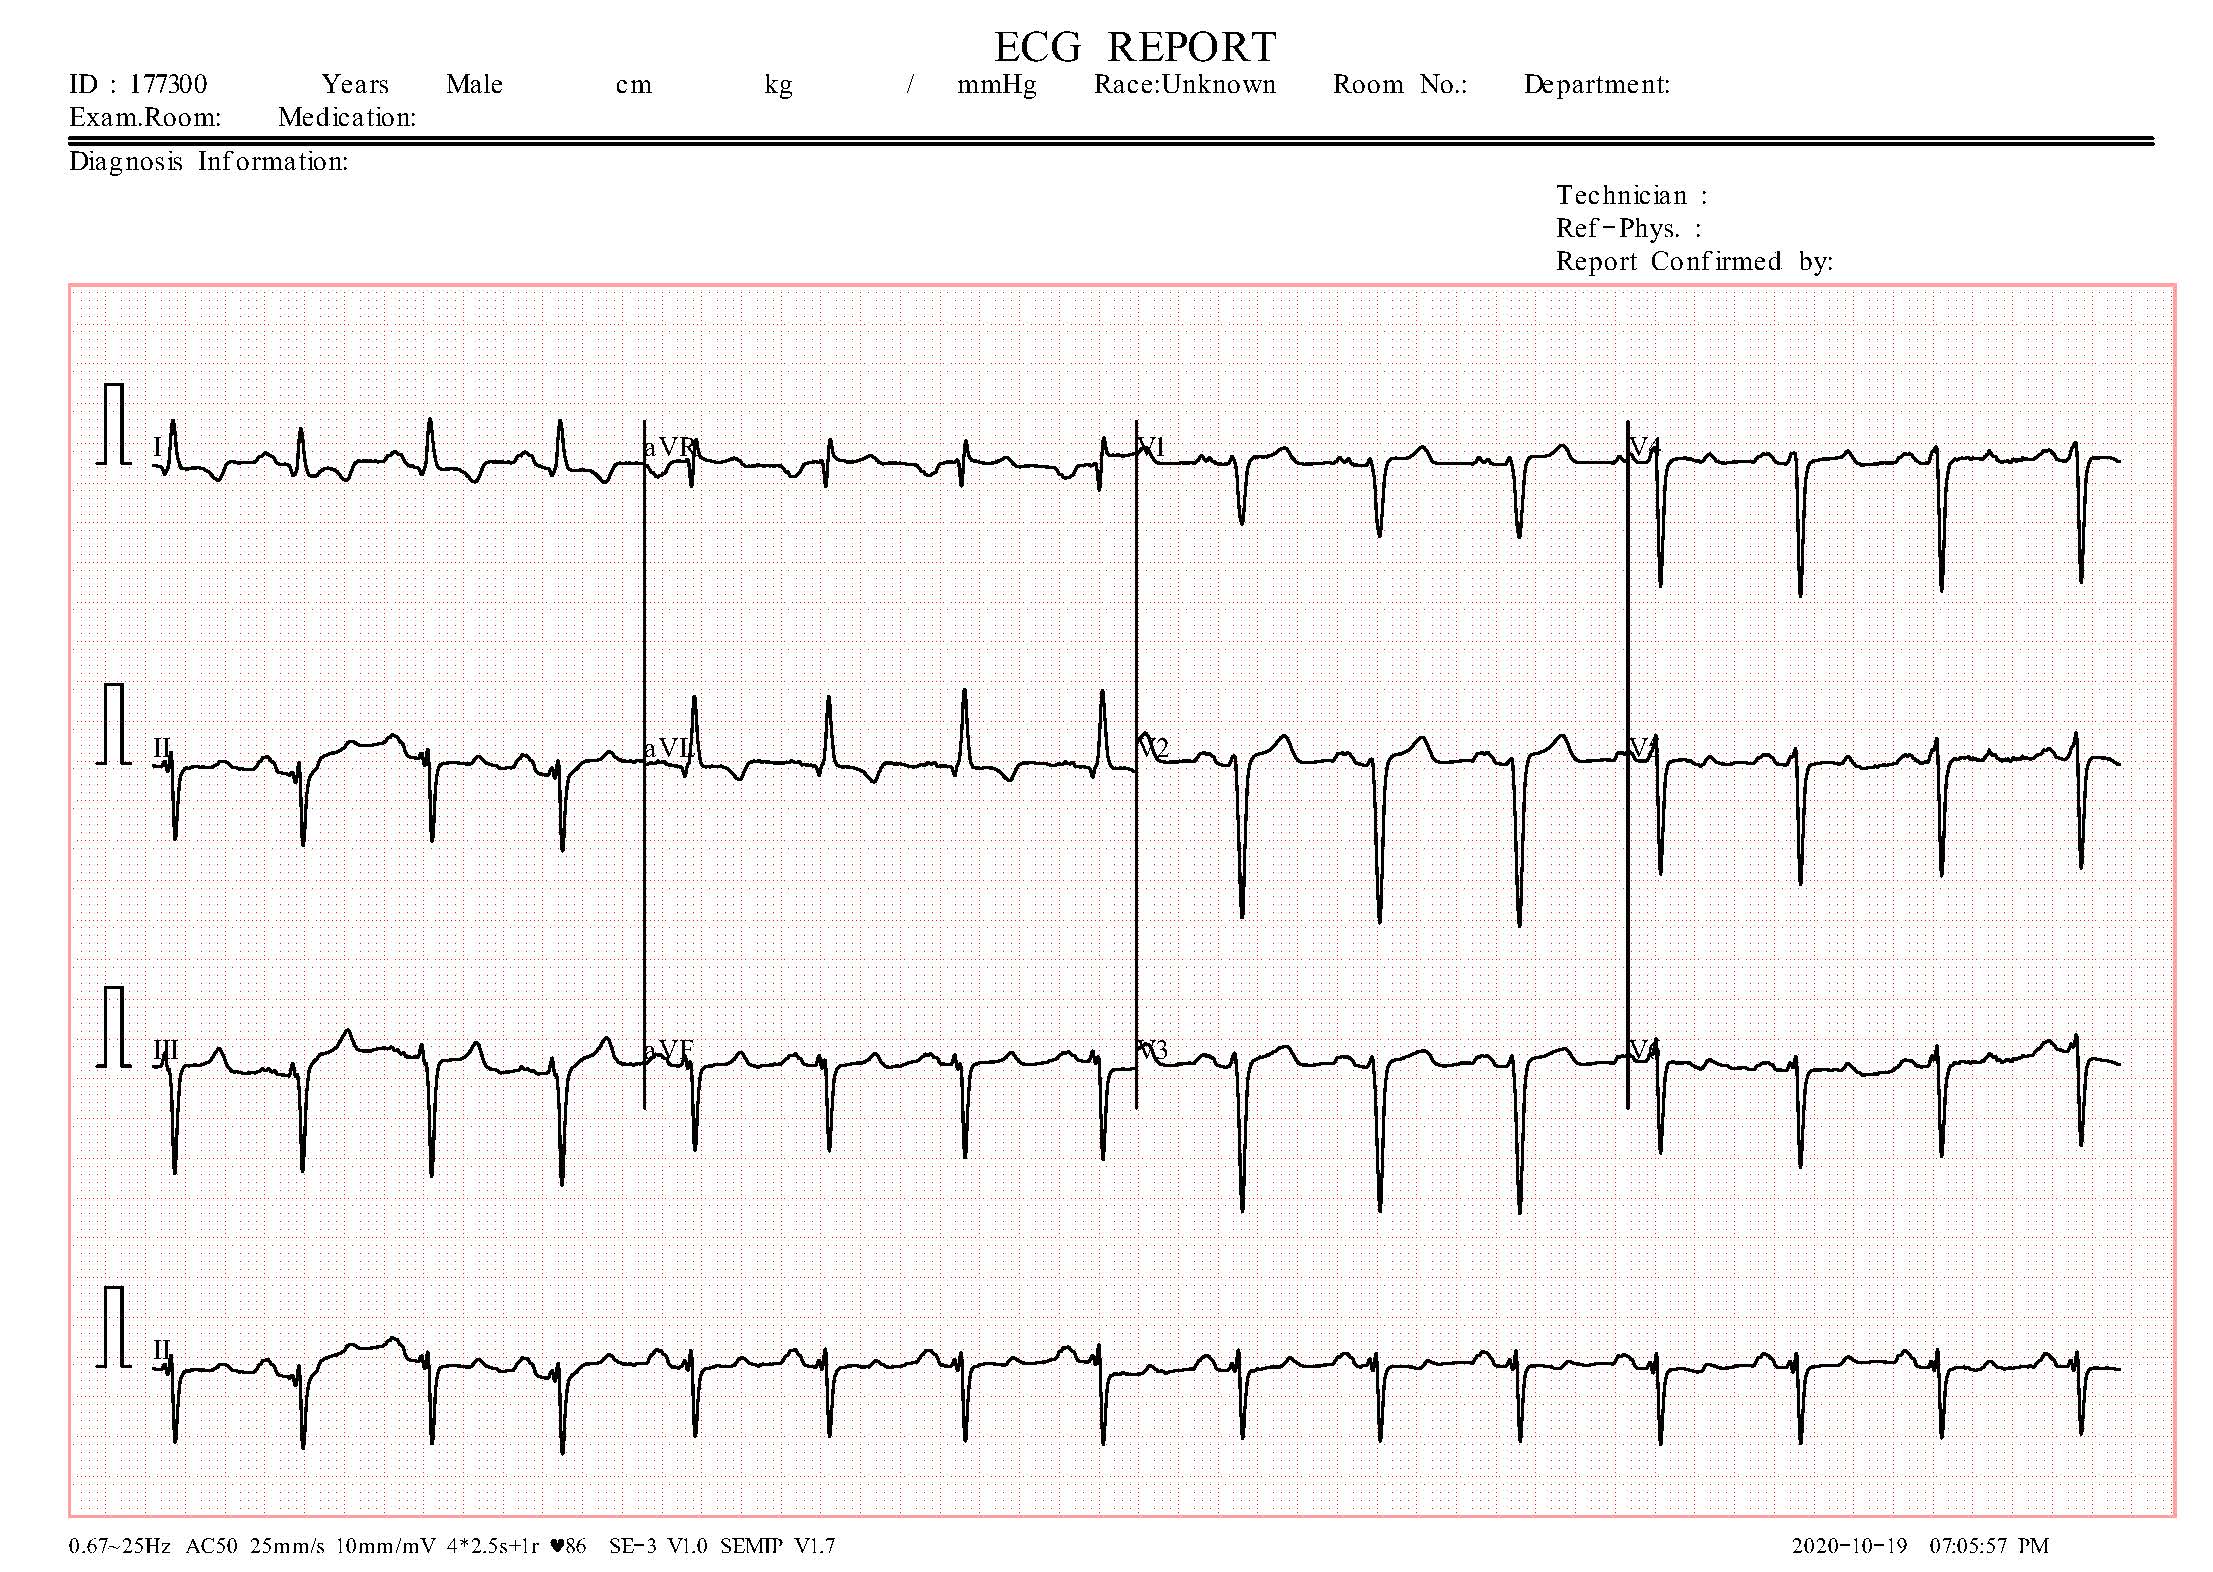 ECG REPORT
ID : 177300 Years Male cm kg / mmHg Race:Unknown Room No.: Department:
Exam.Room: Medication:
Diagnosis Information:
Technician :
Ref-Phys. :
Report Confirmed by:
I aVR V1 V4
II aVL V2 V5
III aVF V3 V6
II
0.67~25Hz AC50 25mm/s 10mm/mV 4*2.5s+1r ♥86 SE-3 V1.0 SEMIP V1.7 2020-10-19 07:05:57 PM